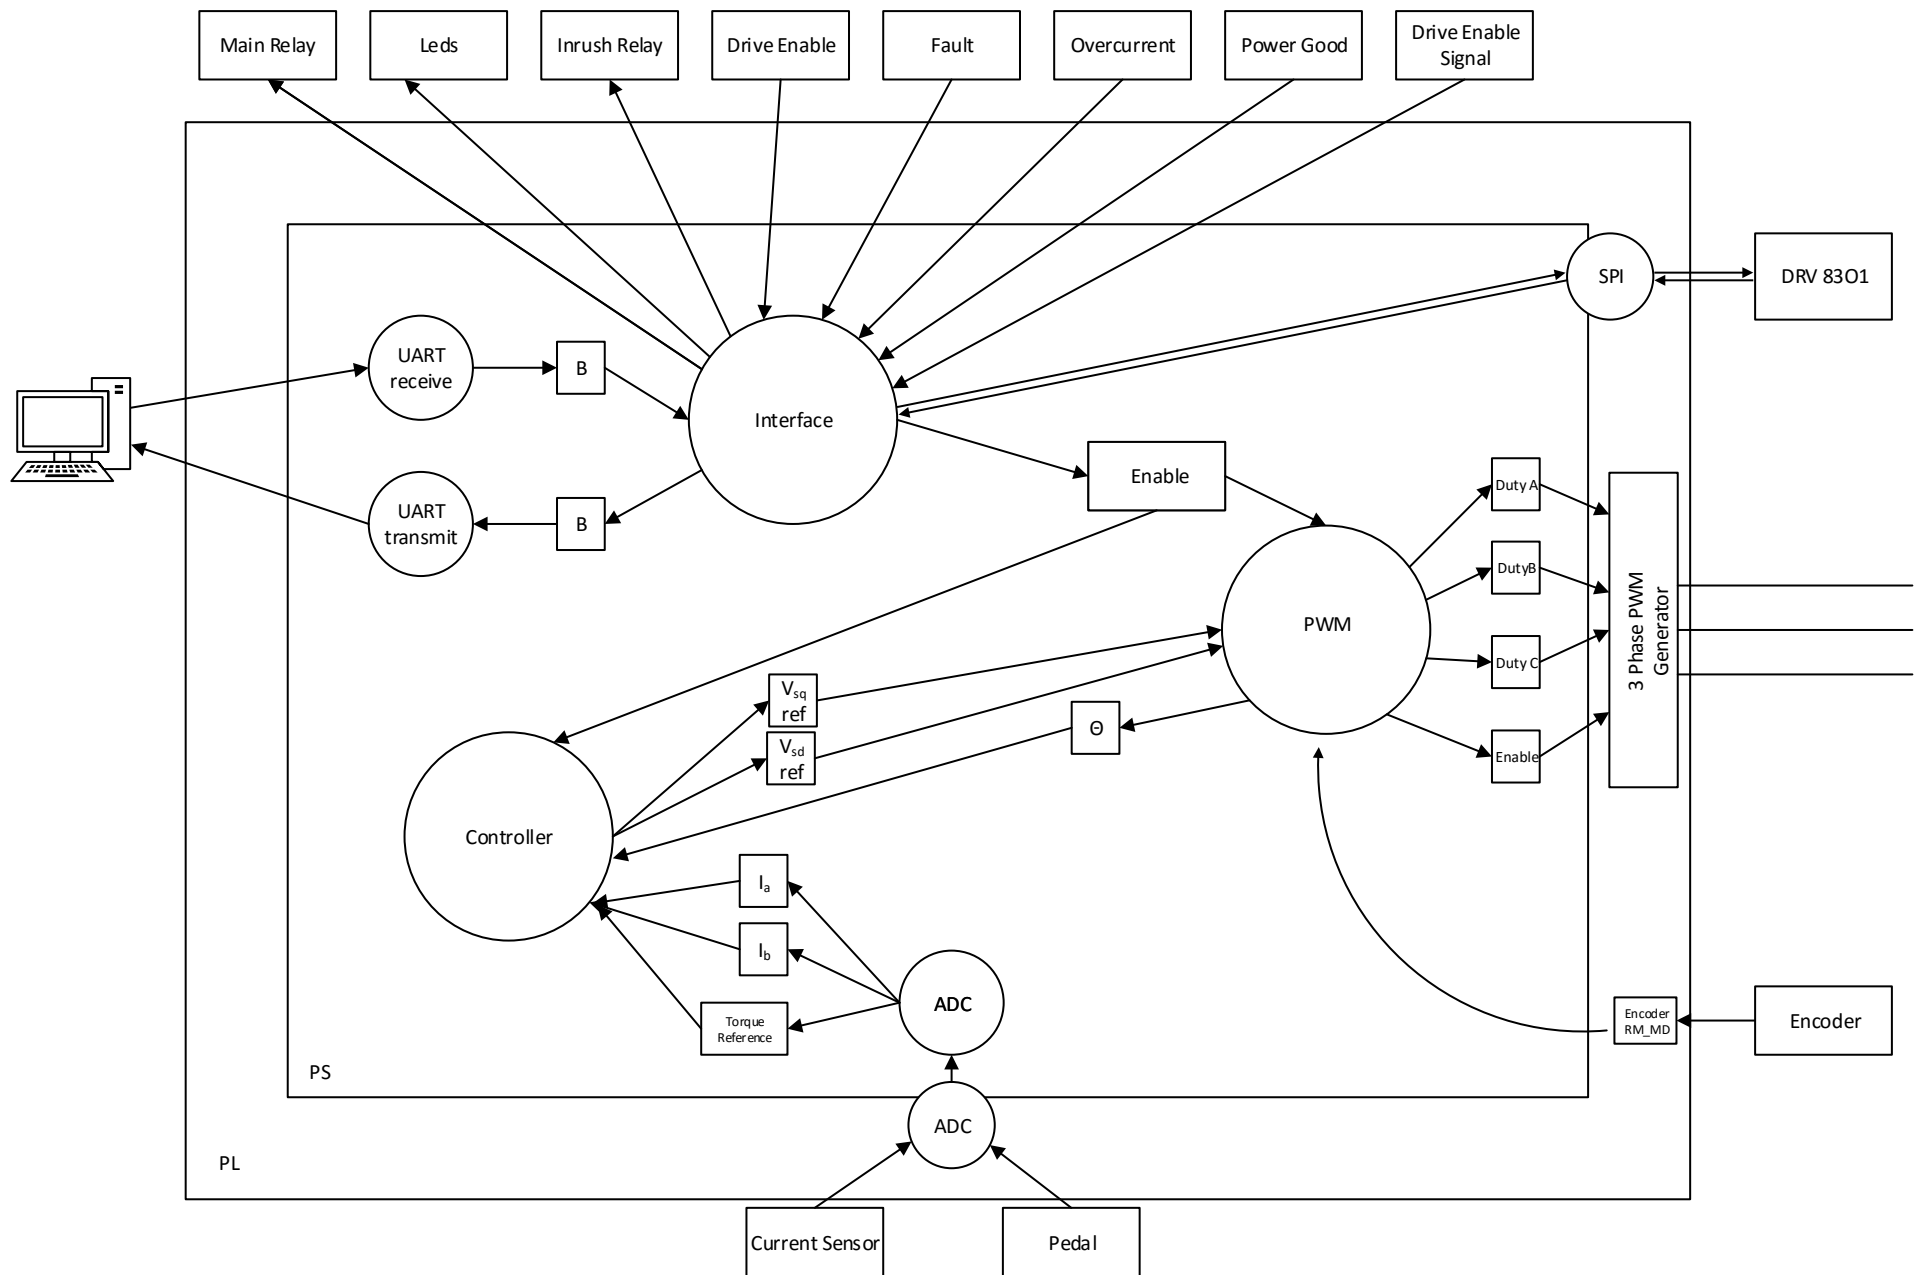 Main Relay
Leds
Inrush Relay
Drive Enable
Fault
Overcurrent
Power Good
Drive Enable
Signal
SPI
DRV 83O1
UART
receive
B
Interface
UART
transmit
B
Enable
Duty A
DutyB
Duty C
Enable
PWM
3 Phase PWM
Generator
Vsq
ref
Vsd
ref
Θ
Controller
Ia
Ib
Torque
Reference
ADC
Encoder
RM_MD
Encoder
PS
ADC
PL
Current Sensor
Pedal